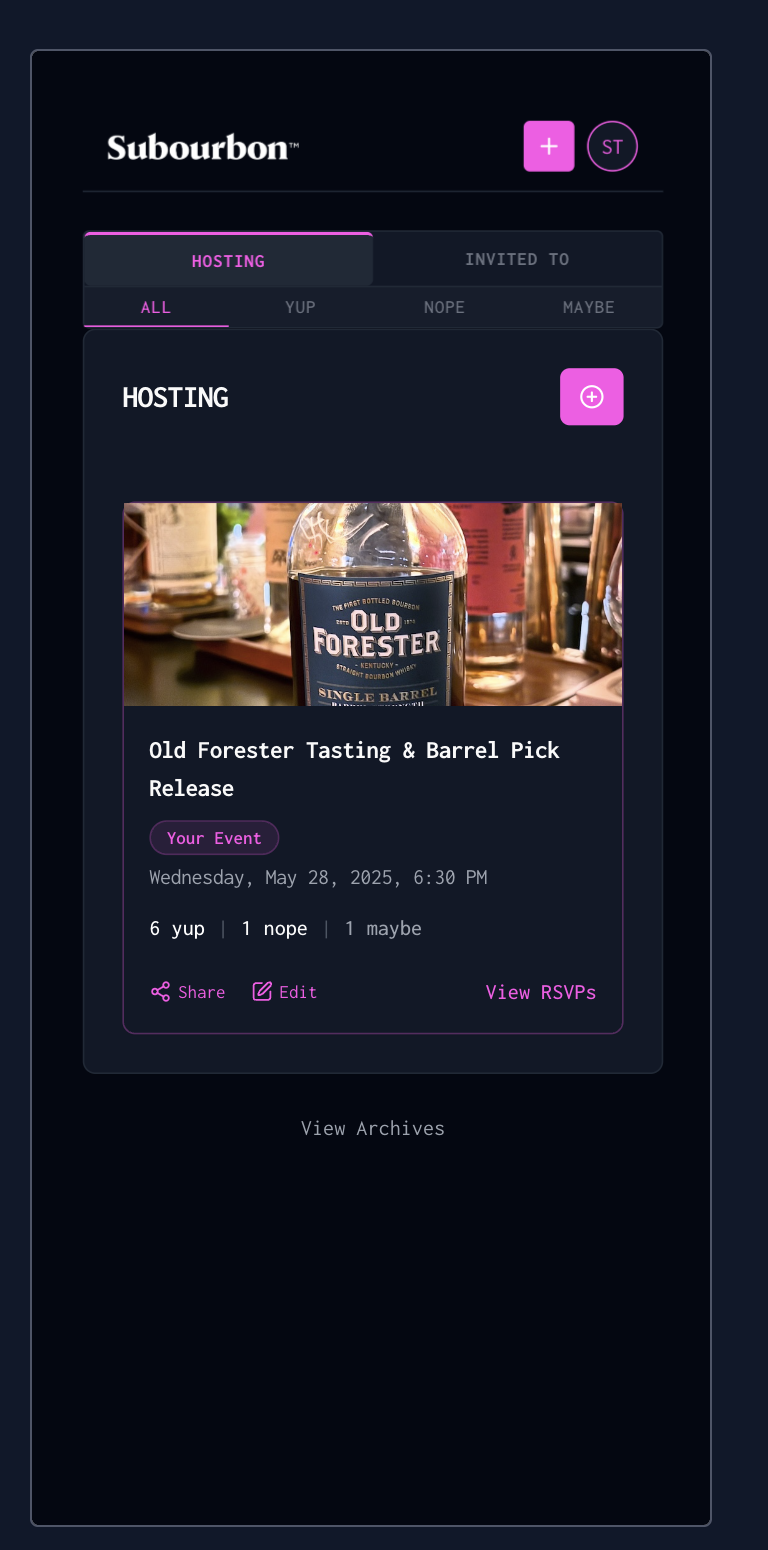 Subourbon™
+
ST
HOSTING
INVITED TO
ALL
YUP
NOPE
MAYBE
HOSTING
THE FIRST BOTTLED BOURBON
ESTD 1870
OLD
FORESTER
- KENTUCKY -
STRAIGHT BOURBON WHISKY
SINGLE BARREL
Old Forester Tasting & Barrel Pick
Release
Your Event
Wednesday, May 28, 2025, 6:30 PM
6 yup | 1 nope | 1 maybe
Share
Edit
View RSVPs
View Archives